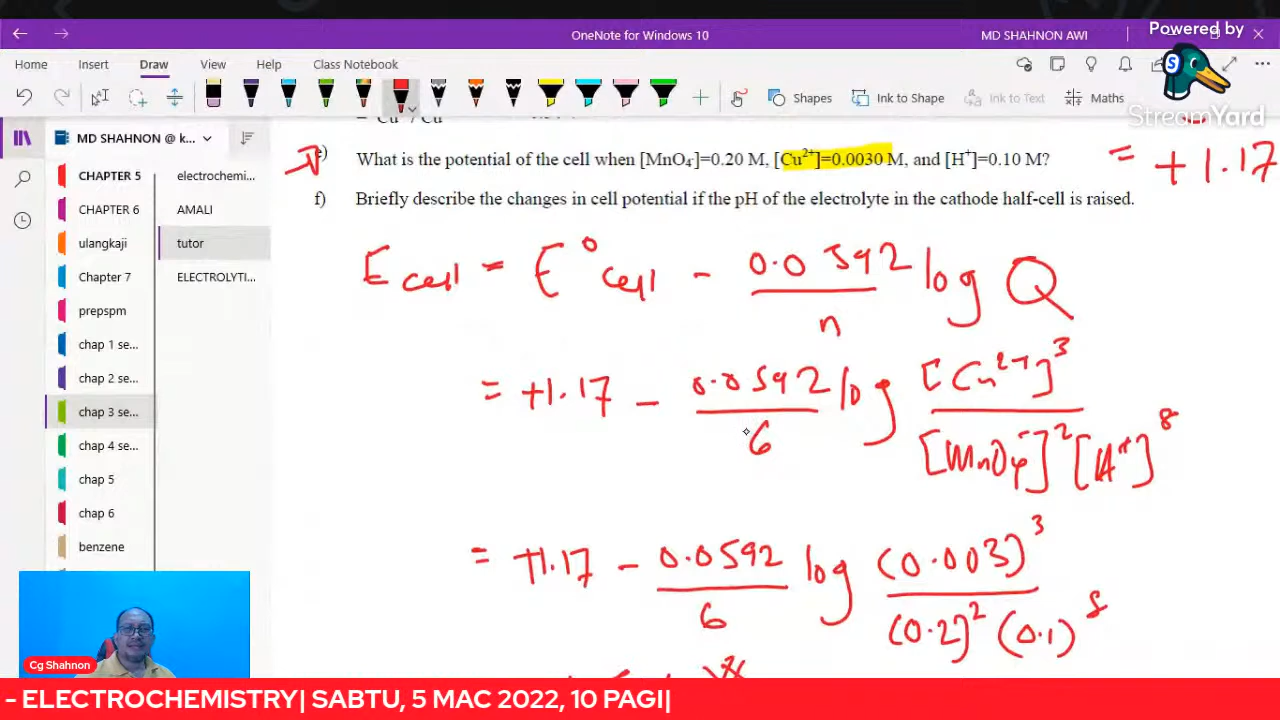 OneNote for Windows 10
MD SHAHNON AWI
Powered by
StreamYard
Home
Insert
Draw
View
Help
Class Notebook
Shapes
Ink to Shape
Ink to Text
Maths
MD SHAHNON @ k...
CHAPTER 5
CHAPTER 6
ulangkaji
Chapter 7
prepspm
chap 1 se...
chap 2 se...
chap 3 se...
chap 4 se...
chap 5
chap 6
benzene
electrochemi...
AMALI
tutor
ELECTROLYTI...
e) What is the potential of the cell when [MnO₄⁻]=0.20 M, [Cu²⁺]=0.0030 M, and [H⁺]=0.10 M?
= +1.17
f) Briefly describe the changes in cell potential if the pH of the electrolyte in the cathode half-cell is raised.
E cell = E⁰ cell - 0.0592/n log Q
= +1.17 - 0.0592/6 log [Cu²⁺]³/[MnO₄⁻]²[H⁺]⁸
= +1.17 - 0.0592/6 log (0.003)³/(0.2)²(0.1)⁸
Cg Shahnon
- ELECTROCHEMISTRY| SABTU, 5 MAC 2022, 10 PAGI|